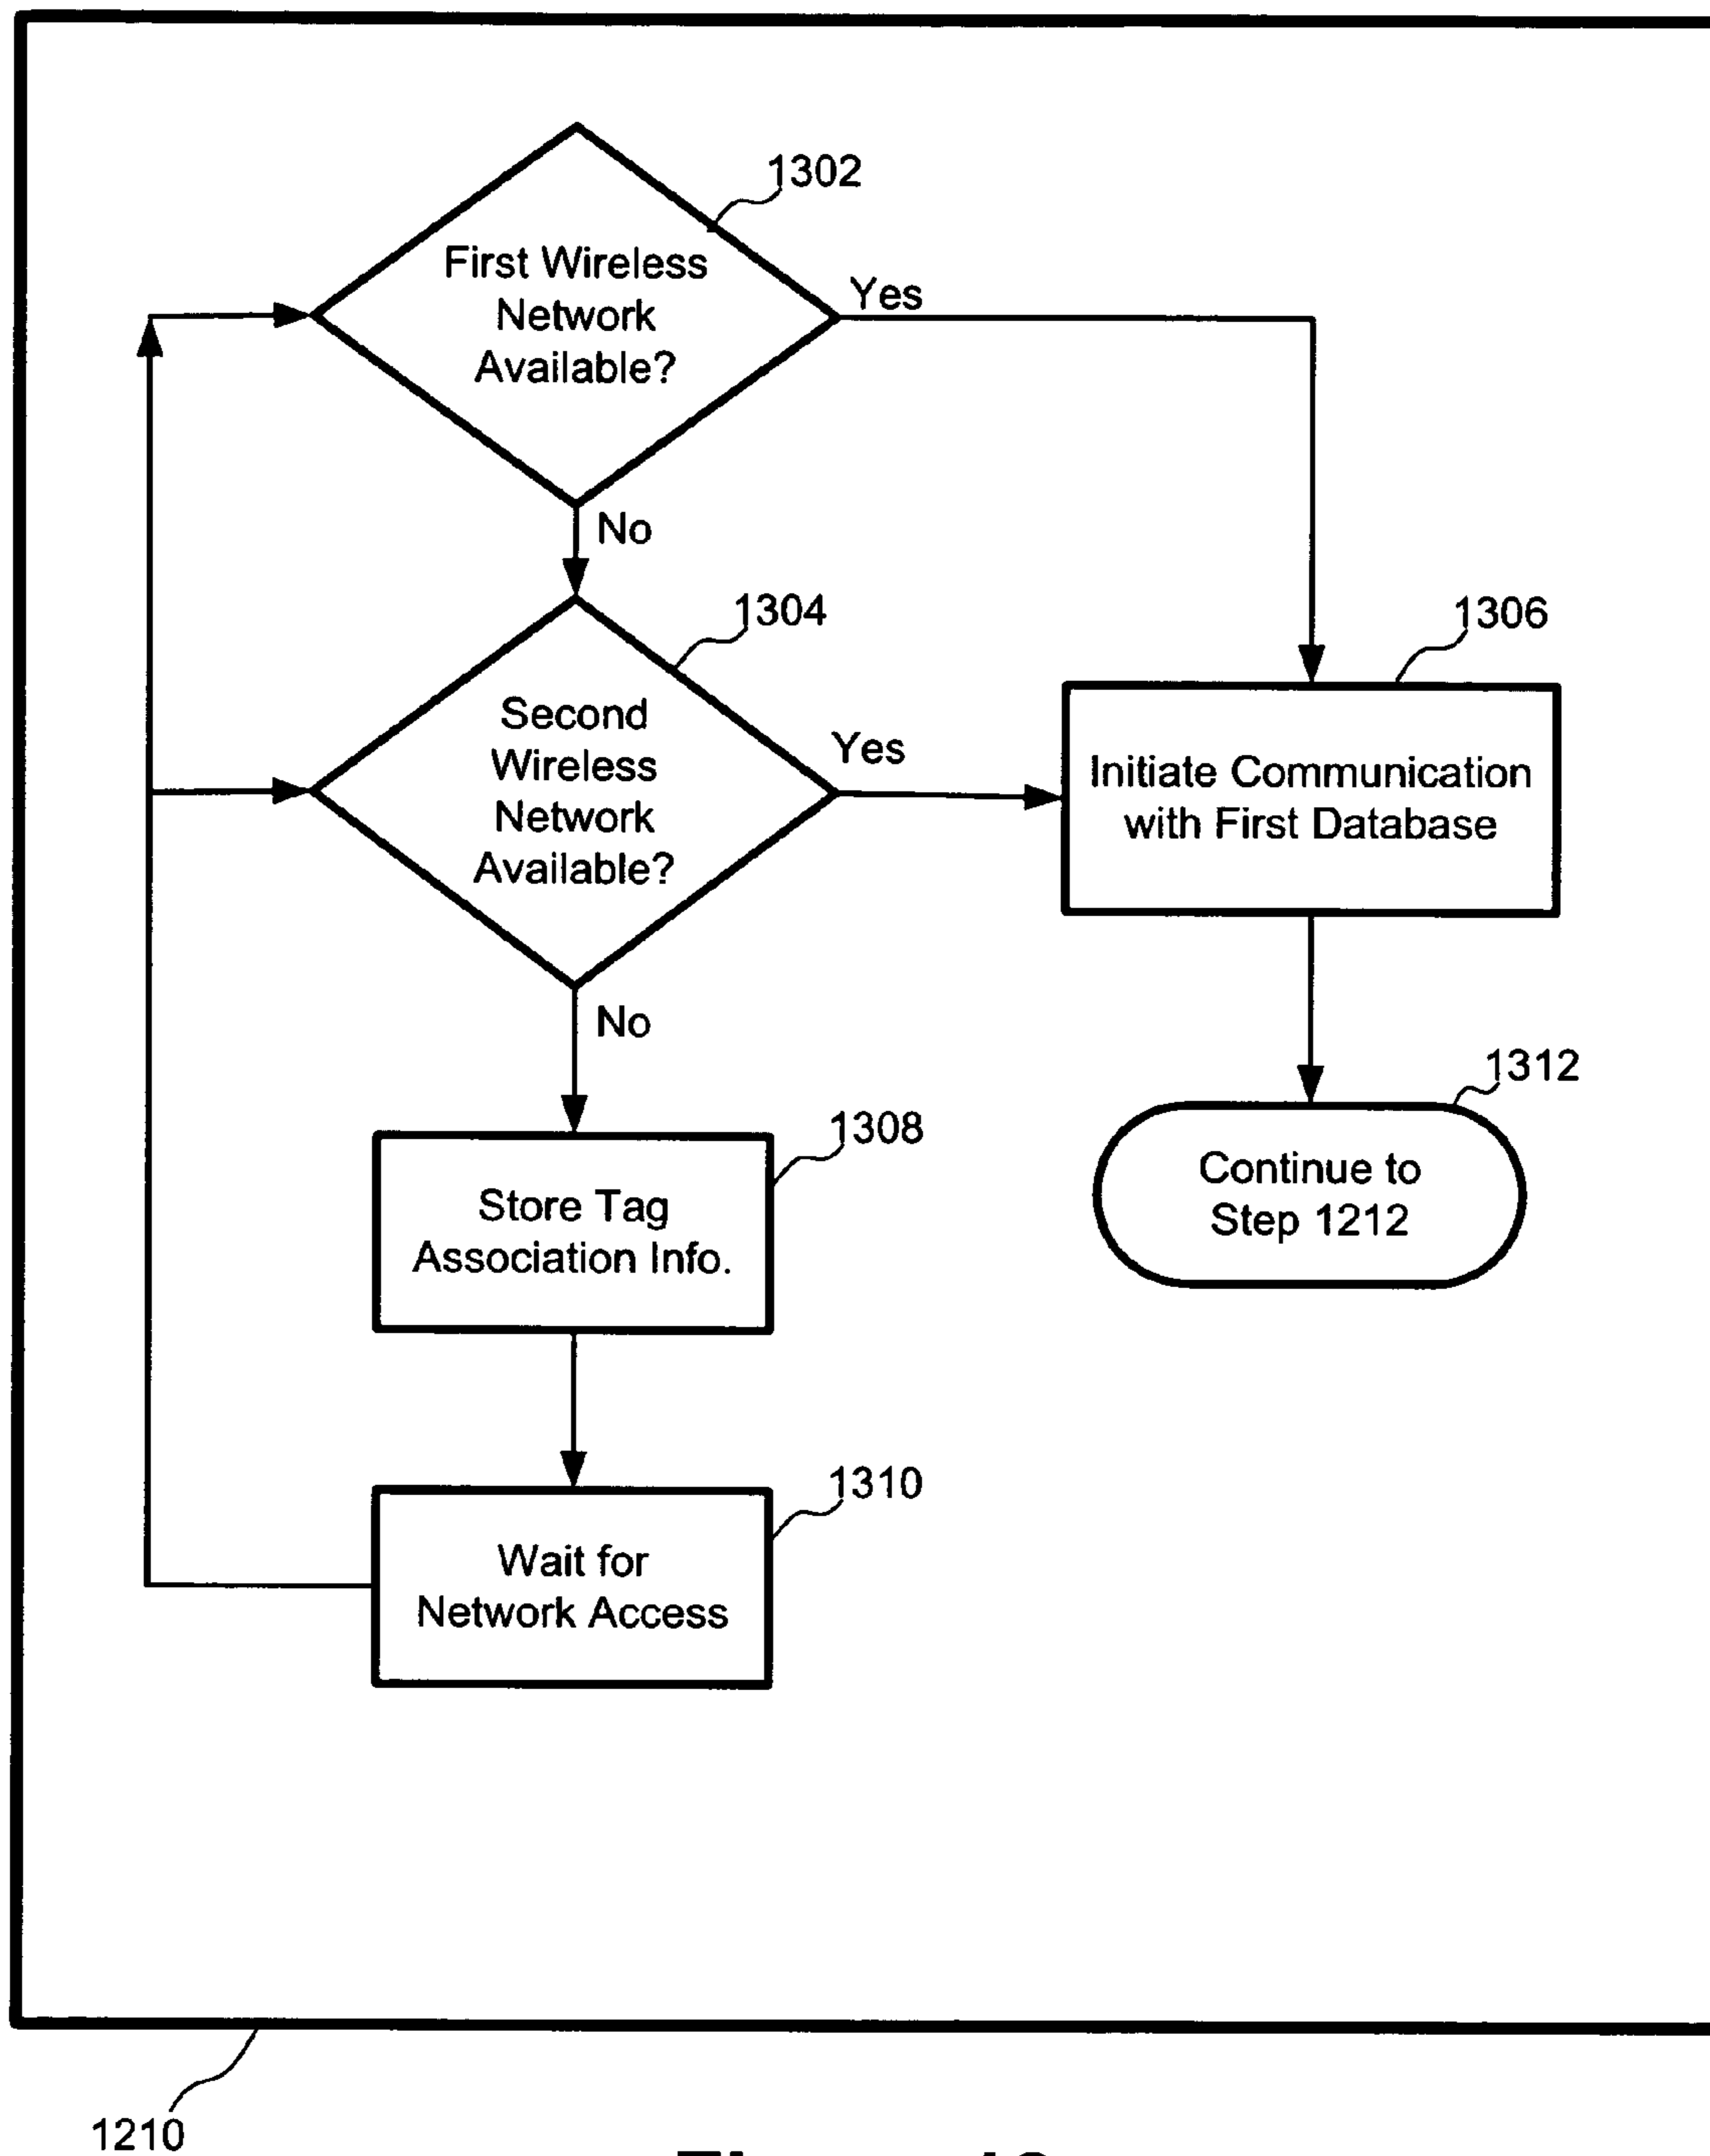 1302
First Wireless
Network
Available?
Yes
No
1304
Second
Wireless
Network
Available?
Yes
1306
Initiate Communication
with First Database
No
1312
Continue to
Step 1212
1308
Store Tag
Association Info.
1310
Wait for
Network Access
1210